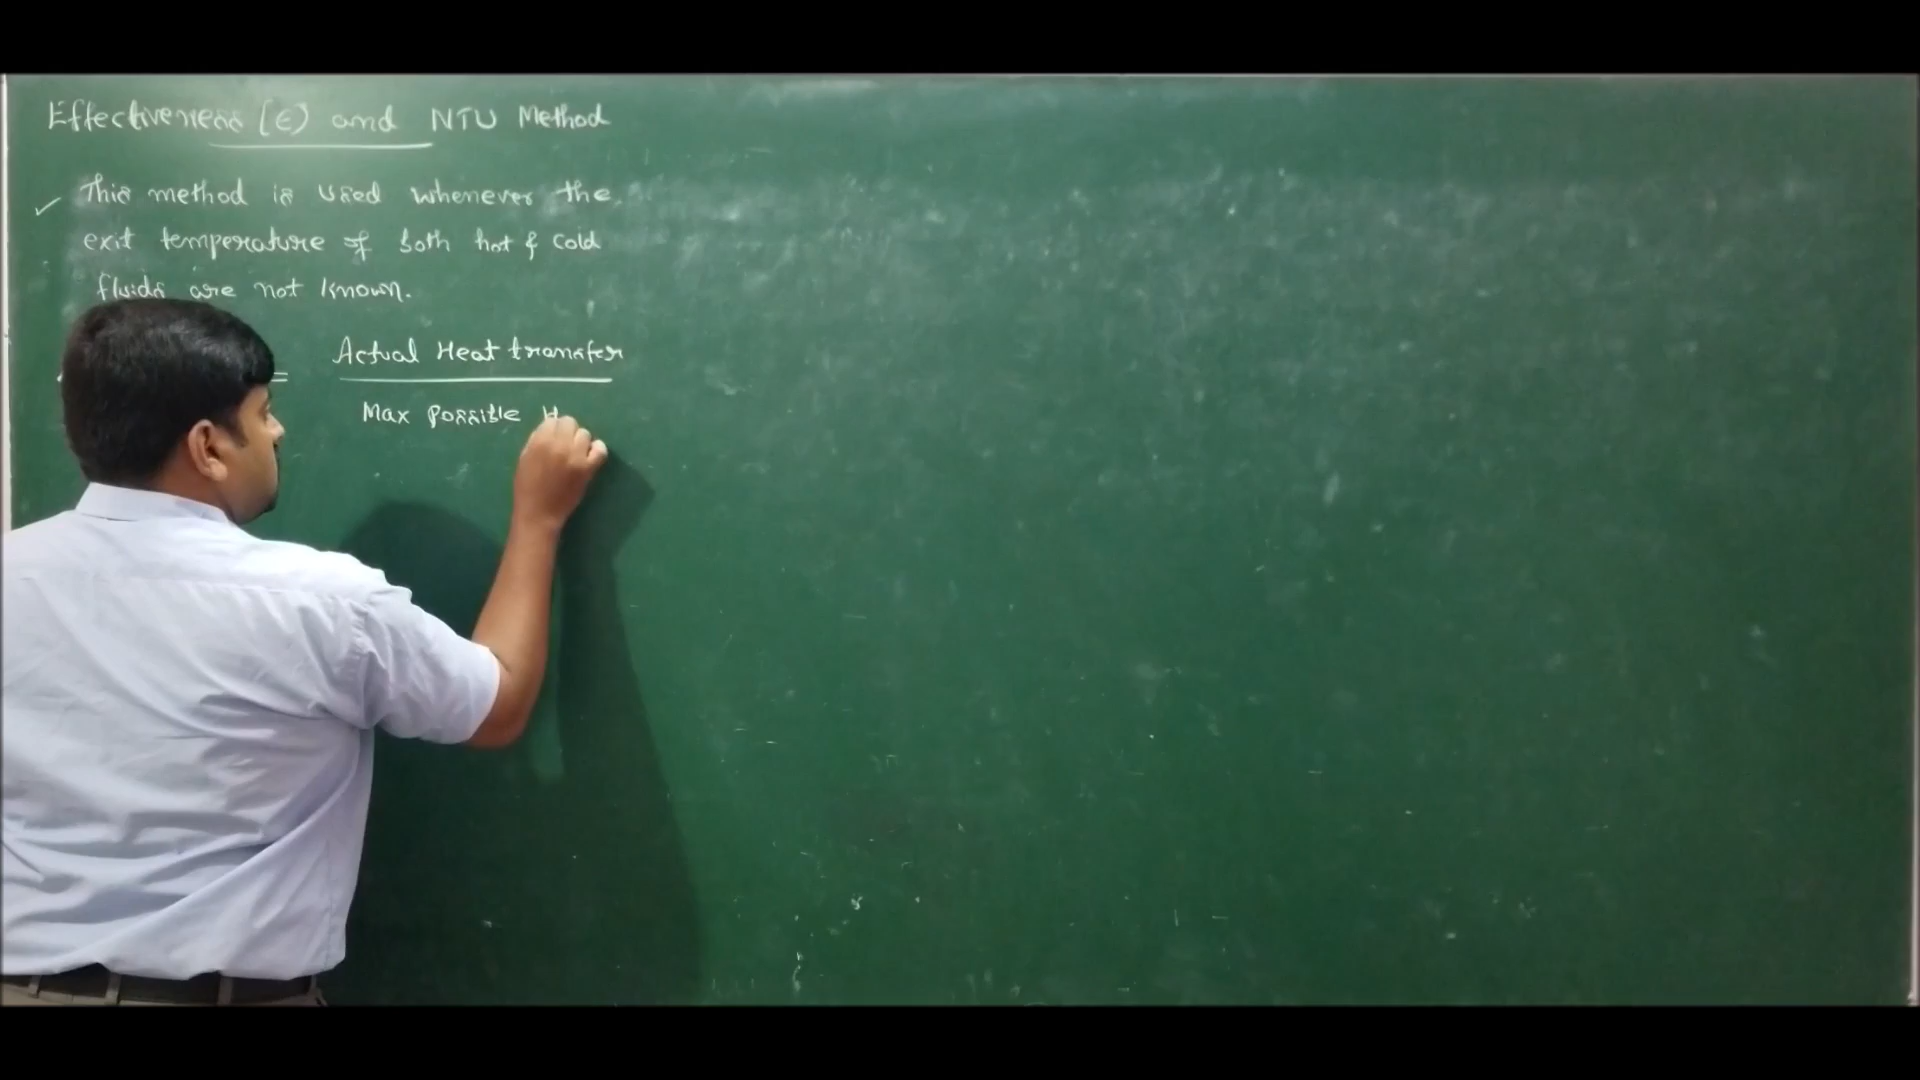 Effectiveness [ε] and NTU Method
✓ This method is used whenever the
exit temperature of both hot & cold
fluids are not known.
= Actual Heat transfer
Max possible H